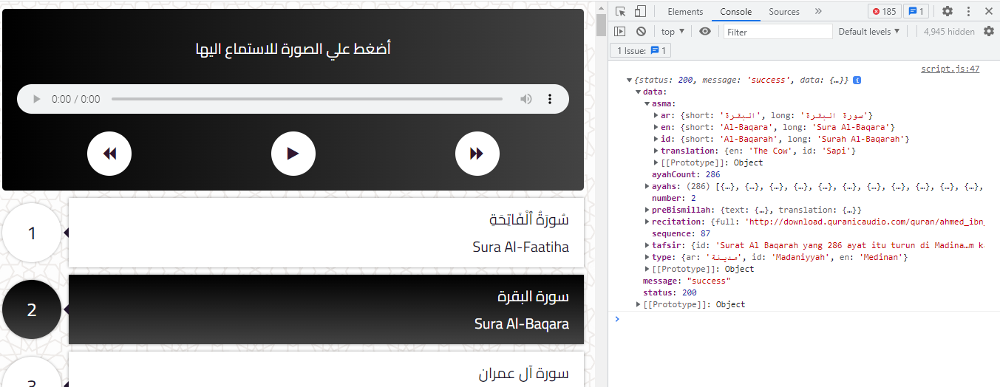 أضغط علي الصورة للاستماع اليها
0:00 / 0:00
1
سُورَةُ ٱلْفَاتِحَةِ
Sura Al-Faatiha
2
سورة البقرة
Sura Al-Baqara
3
سورة آل عمران
Elements Console Sources » 185 1
top Filter Default levels 4,945 hidden
1 Issue: 1
script.js:47
{status: 200, message: 'success', data: {…}} i
data:
asma:
ar: {short: 'البقرة', long: 'سورة البقرة'}
en: {short: 'Al-Baqara', long: 'Sura Al-Baqara'}
id: {short: 'Al-Baqarah', long: 'Surah Al-Baqarah'}
translation: {en: 'The Cow', id: 'Sapi'}
[[Prototype]]: Object
ayahCount: 286
ayahs: (286) [{…}, {…}, {…}, {…}, {…}, {…}, {…}, {…}, {…}, {…}, {…},
number: 2
preBismillah: {text: {…}, translation: {…}}
recitation: {full: 'http://download.quranicaudio.com/quran/ahmed_ibn
sequence: 87
tafsir: {id: 'Surat Al Baqarah yang 286 ayat itu turun di Madina…m k
type: {ar: 'مدينة', id: 'Madaniyyah', en: 'Medinan'}
[[Prototype]]: Object
message: "success"
status: 200
[[Prototype]]: Object